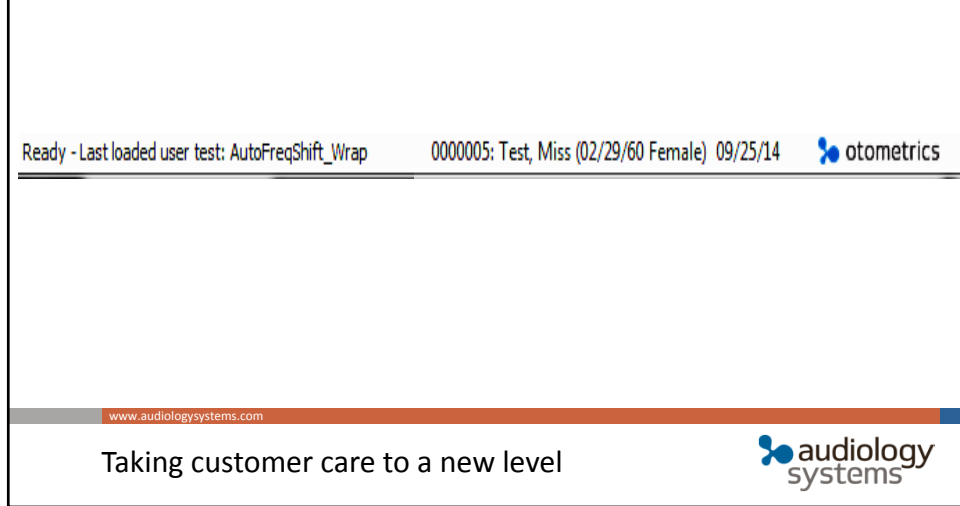 Ready - Last loaded user test: AutoFreqShift_Wrap 0000005: Test, Miss (02/29/60 Female) 09/25/14 otometrics
www.audiologysystems.com
Taking customer care to a new level
audiology
systems